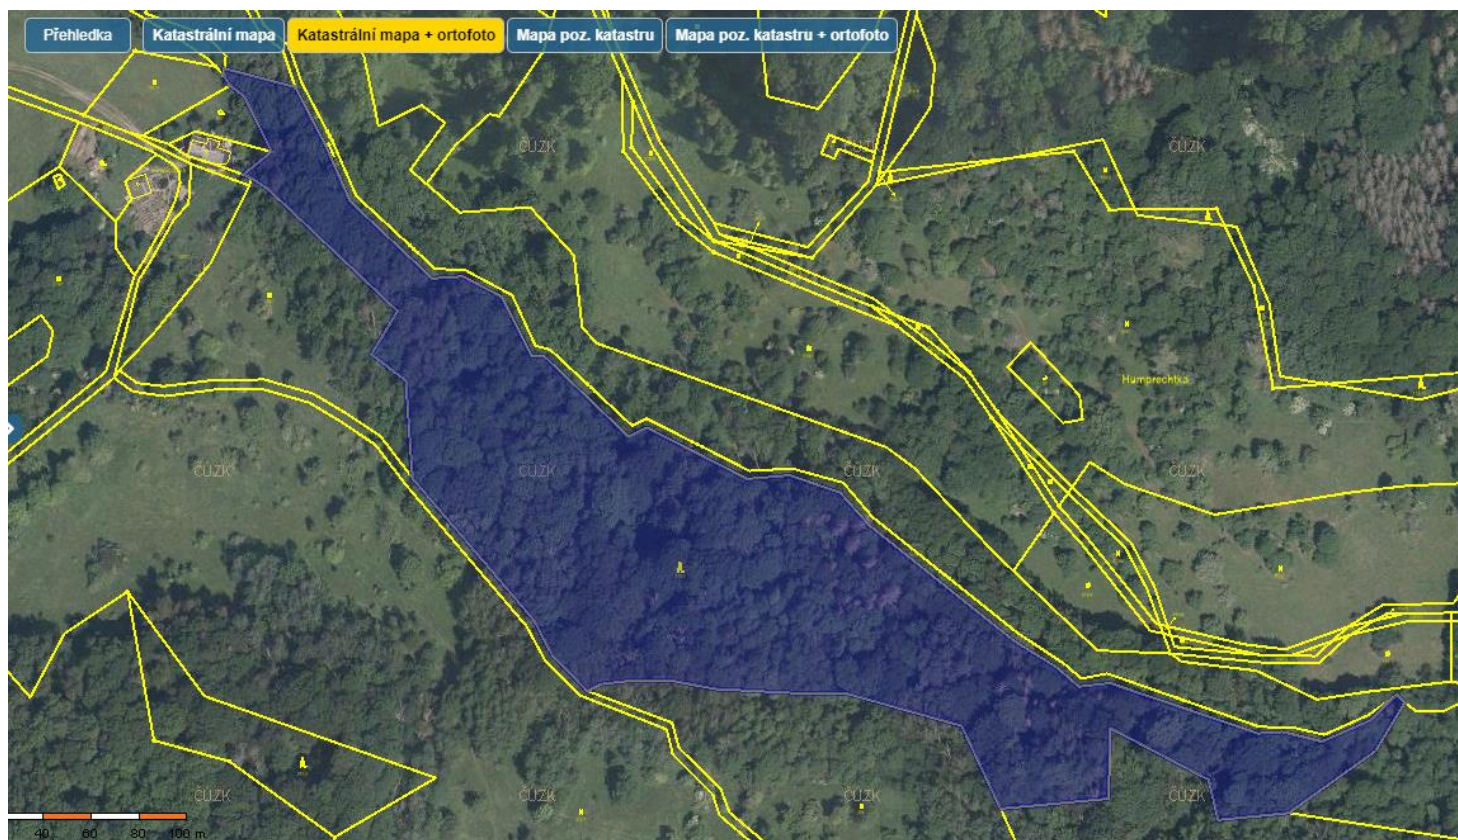 Přehledka Katastrální mapa Katastrální mapa + ortofoto Mapa poz. katastru Mapa poz. katastru + ortofoto
ČÚZK ČÚZK ČÚZK
Humprechtka
ČÚZK ČÚZK ČÚZK ČÚZK
ČÚZK ČÚZK ČÚZK ČÚZK
40 60 80 100 m